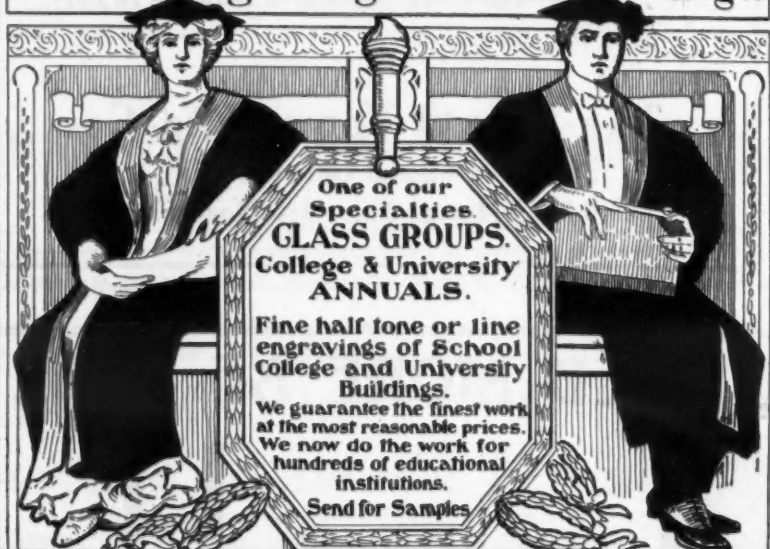 One of our
Specialties.
CLASS GROUPS.
College & University
ANNUALS.
Fine half tone or line
engravings of School
College and University
Buildings.
We guarantee the finest work
at the most reasonable prices.
We now do the work for
hundreds of educational
institutions.
Send for Samples